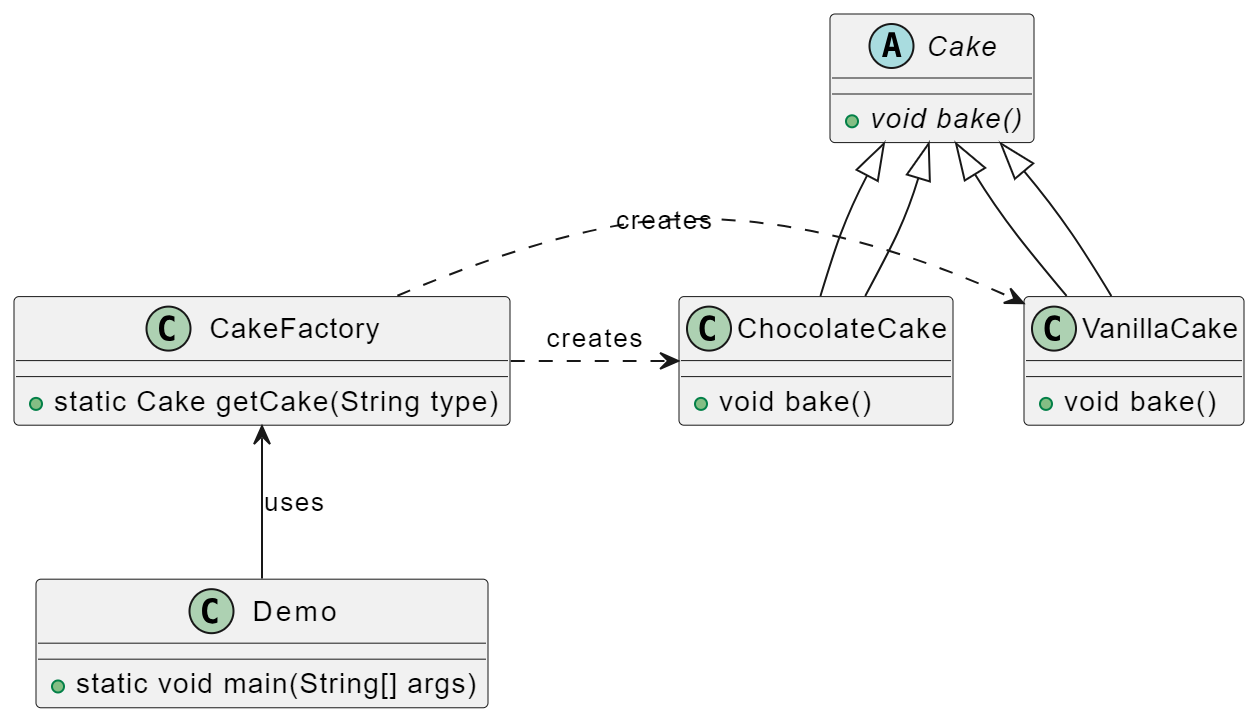 A Cake
void bake()
creates
C CakeFactory
static Cake getCake(String type)
creates
C ChocolateCake
void bake()
C VanillaCake
void bake()
uses
C Demo
static void main(String[] args)